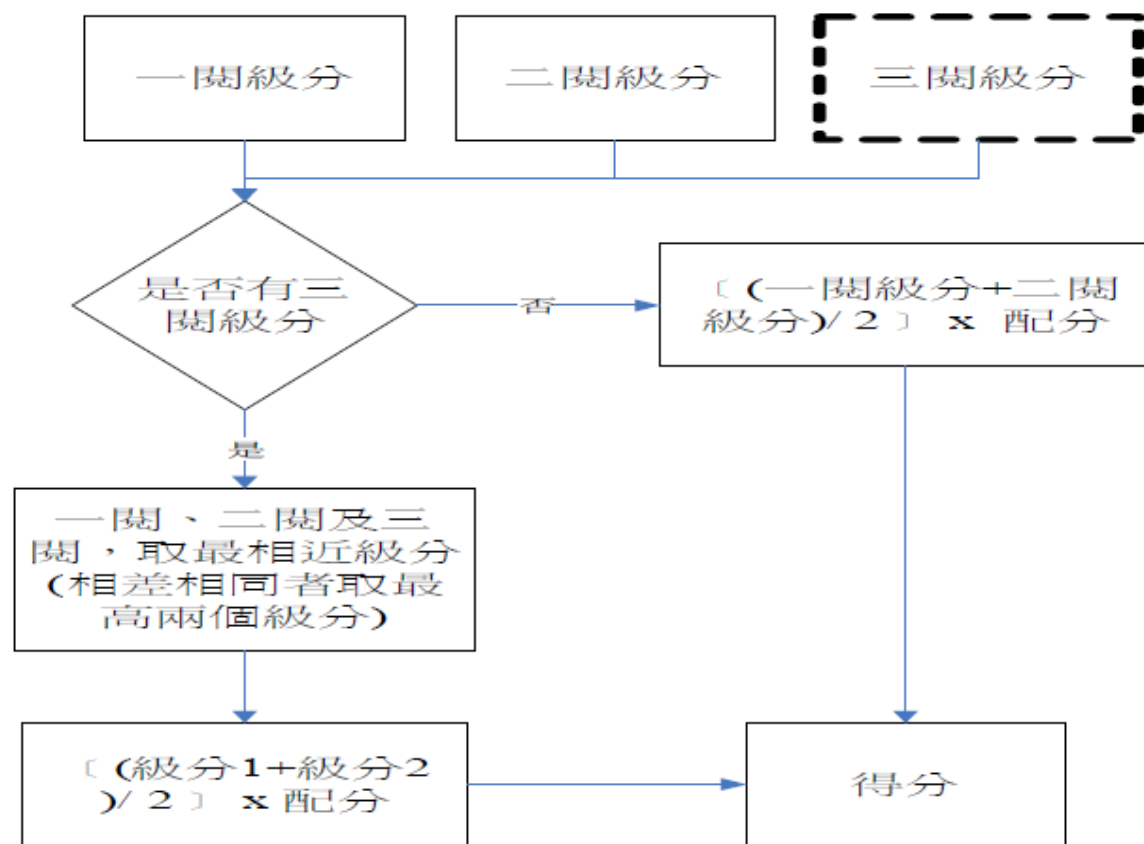 一閱級分
二閱級分
三閱級分
是否有三
閱級分
否
〔(一閱級分+二閱
級分)/2〕x 配分
是
一閱、二閱及三
閱，取最相近級分
(相差相同者取最
高兩個級分)
〔(級分1+級分2
)/2〕x 配分
得分